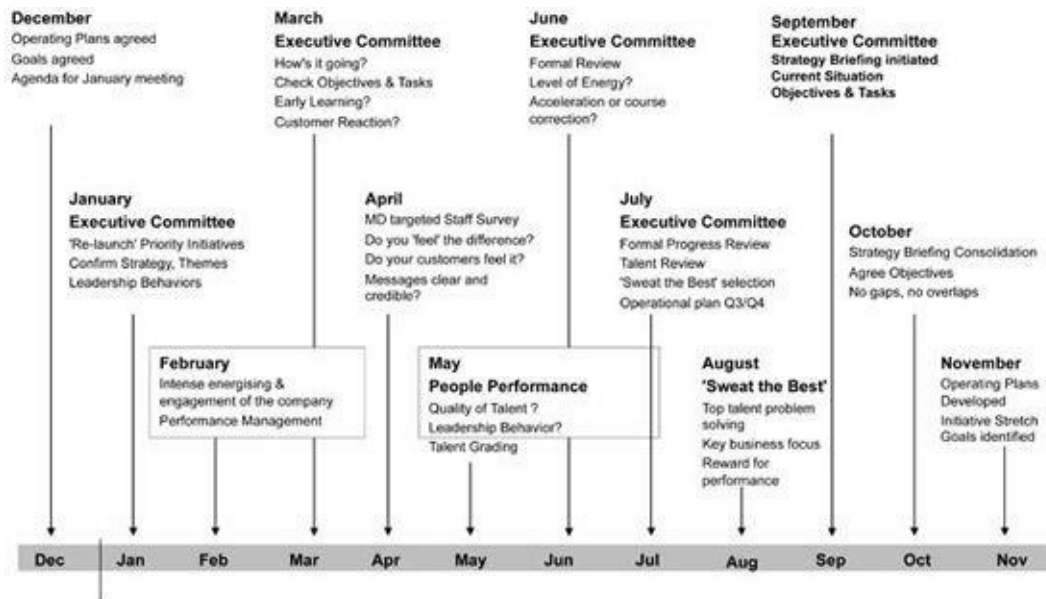 December
Operating Plans agreed
Goals agreed
Agenda for January meeting
March
Executive Committee
How's it going?
Check Objectives & Tasks
Early Learning?
Customer Reaction?
June
Executive Committee
Formal Review
Level of Energy?
Acceleration or course
correction?
September
Executive Committee
Strategy Briefing initiated
Current Situation
Objectives & Tasks
January
Executive Committee
'Re-launch' Priority Initiatives
Confirm Strategy, Themes
Leadership Behaviors
April
MD targeted Staff Survey
Do you 'feel' the difference?
Do your customers feel it?
Messages clear and
credible?
July
Executive Committee
Formal Progress Review
Talent Review
'Sweat the Best' selection
Operational plan Q3/Q4
October
Strategy Briefing Consolidation
Agree Objectives
No gaps, no overlaps
February
Intense energising &
engagement of the company
Performance Management
May
People Performance
Quality of Talent ?
Leadership Behavior?
Talent Grading
August
'Sweat the Best'
Top talent problem
solving
Key business focus
Reward for
performance
November
Operating Plans
Developed
Initiative Stretch
Goals identified
Dec Jan Feb Mar Apr May Jun Jul Aug Sep Oct Nov